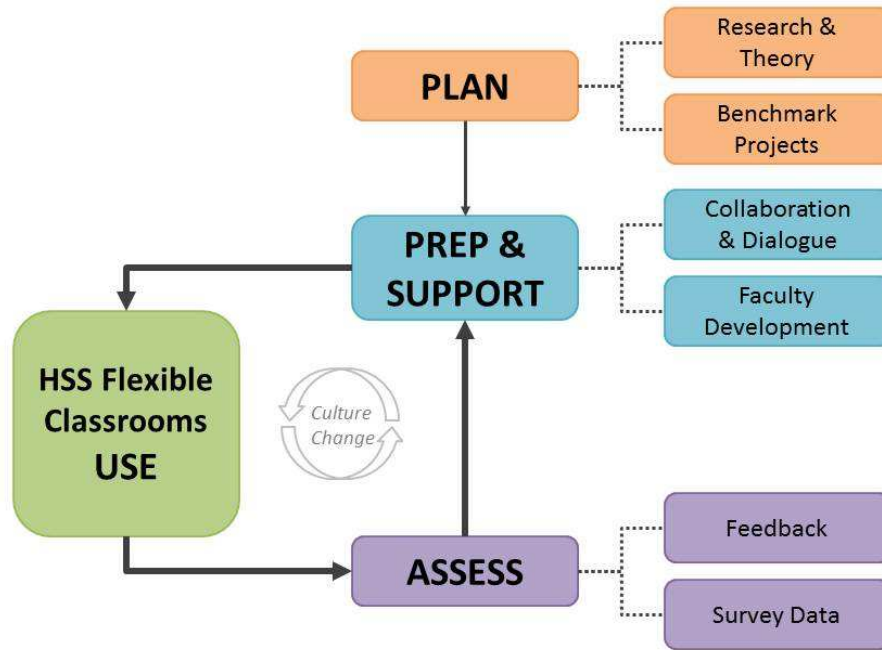 PLAN
Research &
Theory
Benchmark
Projects
PREP &
SUPPORT
Collaboration
& Dialogue
Faculty
Development
HSS Flexible
Classrooms
USE
Culture
Change
ASSESS
Feedback
Survey Data